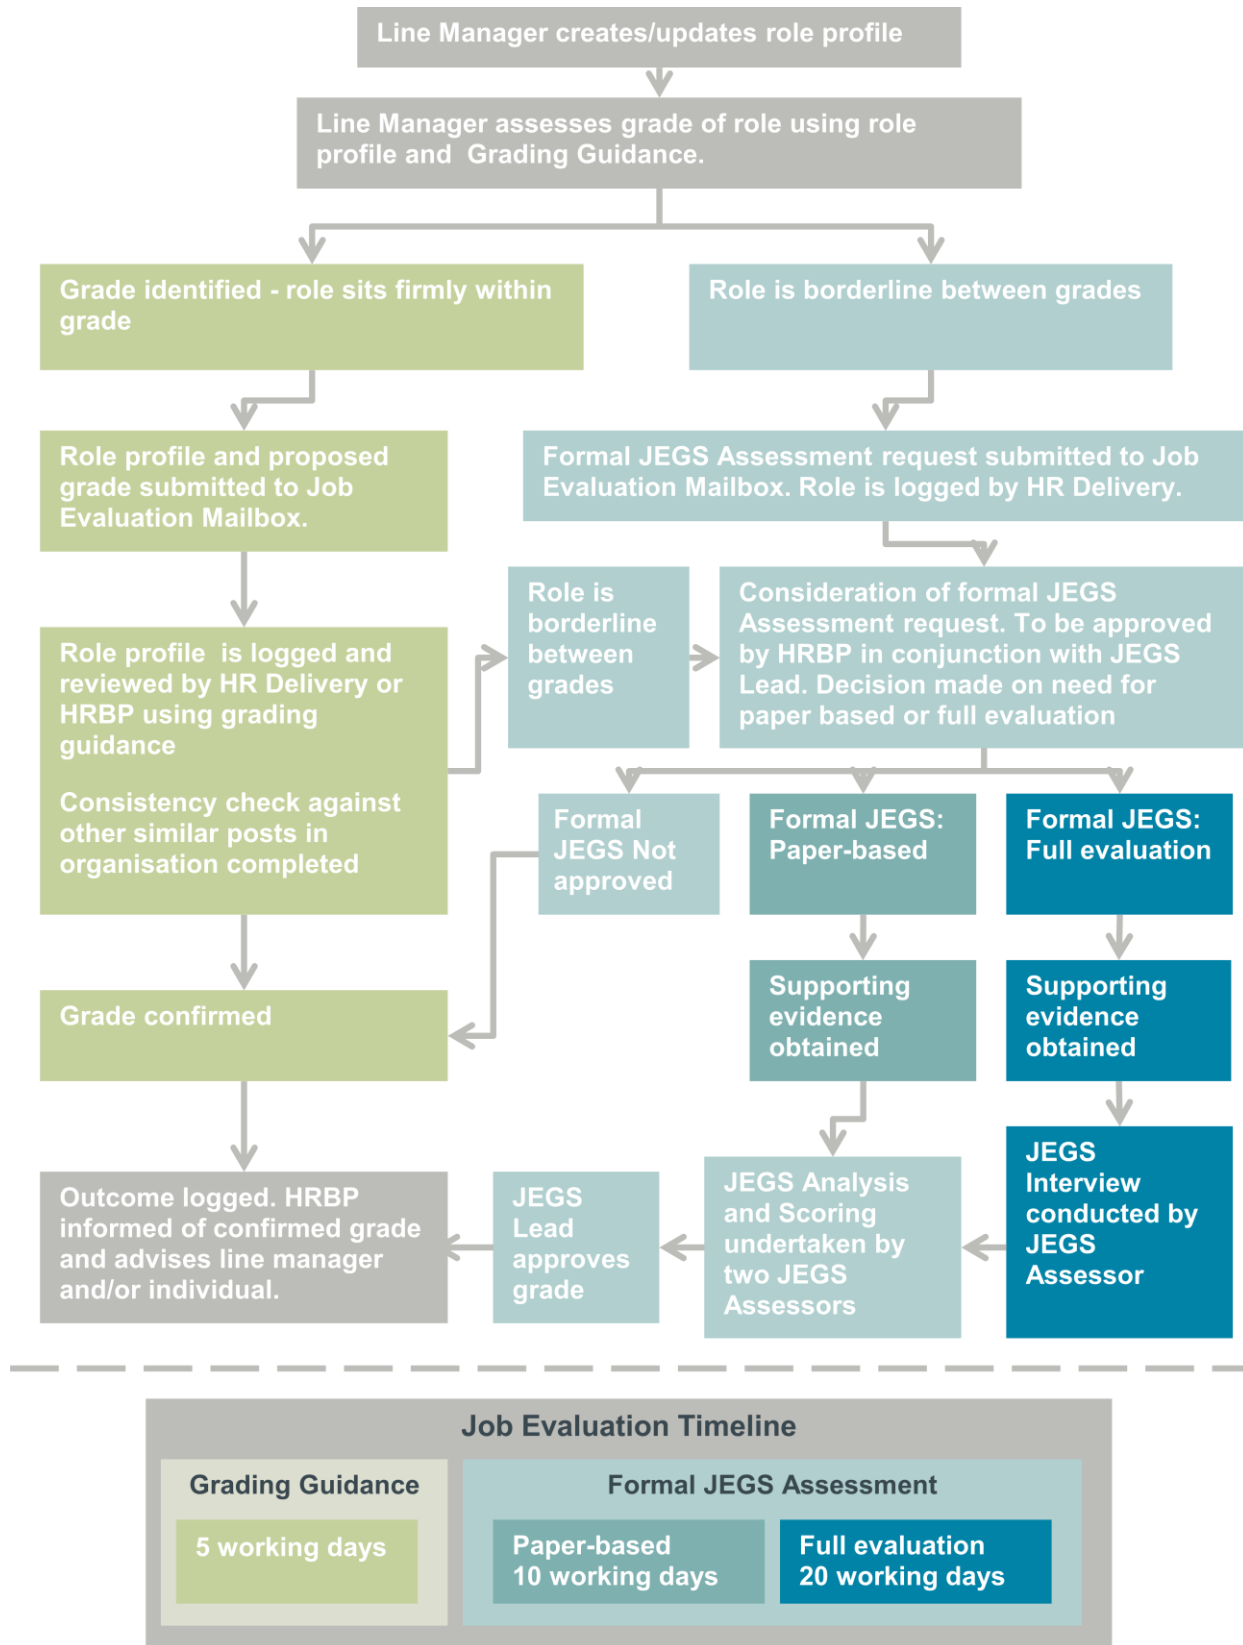 Line Manager creates/updates role profile
Line Manager assesses grade of role using role
profile and  Grading Guidance.
Grade identified - role sits firmly within
grade
Role is borderline between grades
Role profile and proposed
grade submitted to Job
Evaluation Mailbox.
Formal JEGS Assessment request submitted to Job
Evaluation Mailbox. Role is logged by HR Delivery.
Role profile  is logged and
reviewed by HR Delivery or
HRBP using grading
guidance
Consistency check against
other similar posts in
organisation completed
Role is
borderline
between
grades
Consideration of formal JEGS
Assessment request. To be approved
by HRBP in conjunction with JEGS
Lead. Decision made on need for
paper based or full evaluation
Formal
JEGS Not
approved
Formal JEGS:
Paper-based
Formal JEGS:
Full evaluation
Supporting
evidence
obtained
Supporting
evidence
obtained
Grade confirmed
Outcome logged. HRBP
informed of confirmed grade
and advises line manager
and/or individual.
JEGS
Lead
approves
grade
JEGS Analysis
and Scoring
undertaken by
two JEGS
Assessors
JEGS
Interview
conducted by
JEGS
Assessor
Job Evaluation Timeline
Grading Guidance
5 working days
Formal JEGS Assessment
Paper-based
10 working days
Full evaluation
20 working days